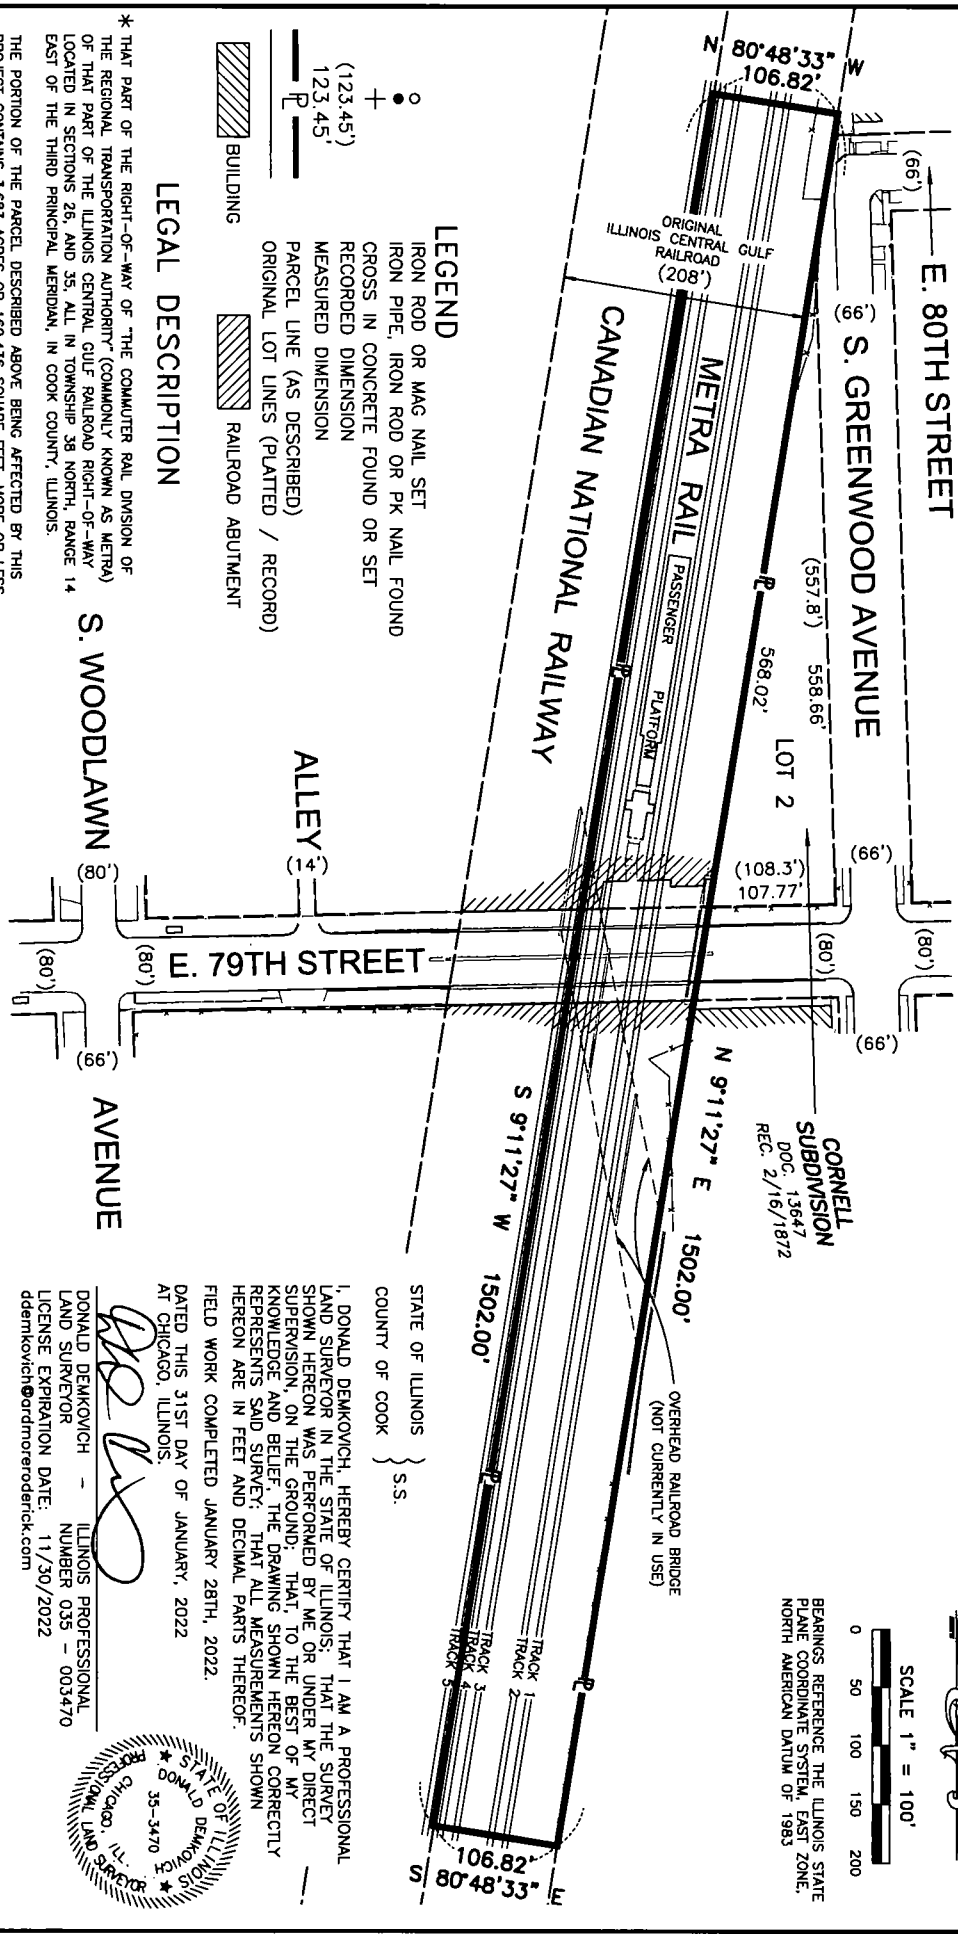 SCALE 1" = 100'
0 50 100 150 200
BEARINGS REFERENCE THE ILLINOIS STATE
PLANE COORDINATE SYSTEM, EAST ZONE,
NORTH AMERICAN DATUM OF 1983
E. 80TH STREET
(66')
(66')
S. GREENWOOD AVENUE
(557.8')
558.66'
LOT 2
(108.3')
107.77'
(66')
(80')
(80')
(66')
N 80°48'33" W
106.82'
ORIGINAL
ILLINOIS CENTRAL GULF
RAILROAD
(208')
METRA RAIL
PASSENGER
PLATFORM
PL
568.02'
PL
CANADIAN NATIONAL RAILWAY
CORNELL
SUBDIVISION
DOC. 13647
REC. 2/16/1872
N 9°11'27" E 1502.00'
S 9°11'27" W 1502.00'
OVERHEAD RAILROAD BRIDGE
(NOT CURRENTLY IN USE)
PL
PL
TRACK 1
TRACK 2
TRACK 3
TRACK 4
TRACK 5
106.82'
S 80°48'33" E
E. 79TH STREET
ALLEY
(14')
S. WOODLAWN AVENUE
(80')
(80')
(80')
(66')
LEGEND
IRON ROD OR MAG NAIL SET
IRON PIPE, IRON ROD OR PK NAIL FOUND
CROSS IN CONCRETE FOUND OR SET
(123.45') RECORDED DIMENSION
123.45' MEASURED DIMENSION
PL PARCEL LINE (AS DESCRIBED)
ORIGINAL LOT LINES (PLATTED / RECORD)
BUILDING
RAILROAD ABUTMENT
LEGAL DESCRIPTION
* THAT PART OF THE RIGHT-OF-WAY OF "THE COMMUTER RAIL DIVISION OF
THE REGIONAL TRANSPORTATION AUTHORITY" (COMMONLY KNOWN AS METRA)
OF THAT PART OF THE ILLINOIS CENTRAL GULF RAILROAD RIGHT-OF-WAY
LOCATED IN SECTIONS 26, AND 35, ALL IN TOWNSHIP 38 NORTH, RANGE 14
EAST OF THE THIRD PRINCIPAL MERIDIAN, IN COOK COUNTY, ILLINOIS.
THE PORTION OF THE PARCEL DESCRIBED ABOVE BEING AFFECTED BY THIS
STATE OF ILLINOIS }
} S.S.
COUNTY OF COOK }
I, DONALD DEMKOVICH, HEREBY CERTIFY THAT I AM A PROFESSIONAL
LAND SURVEYOR IN THE STATE OF ILLINOIS; THAT THE SURVEY
SHOWN HEREON WAS PERFORMED BY ME OR UNDER MY DIRECT
SUPERVISION, ON THE GROUND; THAT, TO THE BEST OF MY
KNOWLEDGE AND BELIEF, THE DRAWING SHOWN HEREON CORRECTLY
REPRESENTS SAID SURVEY; THAT ALL MEASUREMENTS SHOWN
HEREON ARE IN FEET AND DECIMAL PARTS THEREOF.
FIELD WORK COMPLETED JANUARY 28TH, 2022.
DATED THIS 31ST DAY OF JANUARY, 2022
AT CHICAGO, ILLINOIS.
DONALD DEMKOVICH - ILLINOIS PROFESSIONAL
LAND SURVEYOR NUMBER 035 - 003470
LICENSE EXPIRATION DATE: 11/30/2022
ddemkovich@ardmoreroderick.com
STATE OF ILLINOIS
DONALD DEMKOVICH
35-3470
CHICAGO, ILL.
PROFESSIONAL LAND SURVEYOR